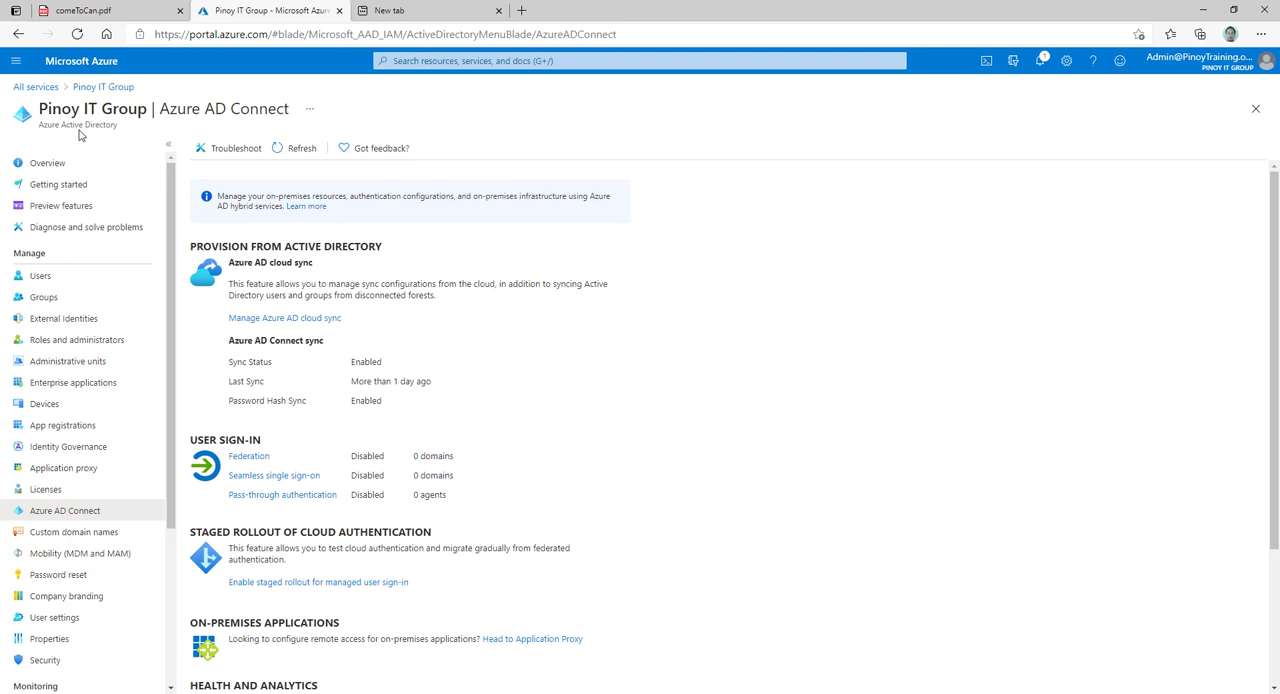 comeToCan.pdf
Pinoy IT Group - Microsoft Azure
New tab
https://portal.azure.com/#blade/Microsoft_AAD_IAM/ActiveDirectoryMenuBlade/AzureADConnect
Microsoft Azure
Search resources, services, and docs (G+/)
1
Admin@PinoyTraining.o...
PINOY IT GROUP
All services > Pinoy IT Group
Pinoy IT Group | Azure AD Connect ...
Azure Active Directory
Overview
Getting started
Preview features
Diagnose and solve problems
Manage
Users
Groups
External Identities
Roles and administrators
Administrative units
Enterprise applications
Devices
App registrations
Identity Governance
Application proxy
Licenses
Azure AD Connect
Custom domain names
Mobility (MDM and MAM)
Password reset
Company branding
User settings
Properties
Security
Monitoring
Troubleshoot Refresh Got feedback?
Manage your on-premises resources, authentication configurations, and on-premises infrastructure using Azure
AD hybrid services. Learn more
PROVISION FROM ACTIVE DIRECTORY
Azure AD cloud sync
This feature allows you to manage sync configurations from the cloud, in addition to syncing Active
Directory users and groups from disconnected forests.
Manage Azure AD cloud sync
Azure AD Connect sync
Sync Status Enabled
Last Sync More than 1 day ago
Password Hash Sync Enabled
USER SIGN-IN
Federation Disabled 0 domains
Seamless single sign-on Disabled 0 domains
Pass-through authentication Disabled 0 agents
STAGED ROLLOUT OF CLOUD AUTHENTICATION
This feature allows you to test cloud authentication and migrate gradually from federated
authentication.
Enable staged rollout for managed user sign-in
ON-PREMISES APPLICATIONS
Looking to configure remote access for on-premises applications? Head to Application Proxy
HEALTH AND ANALYTICS